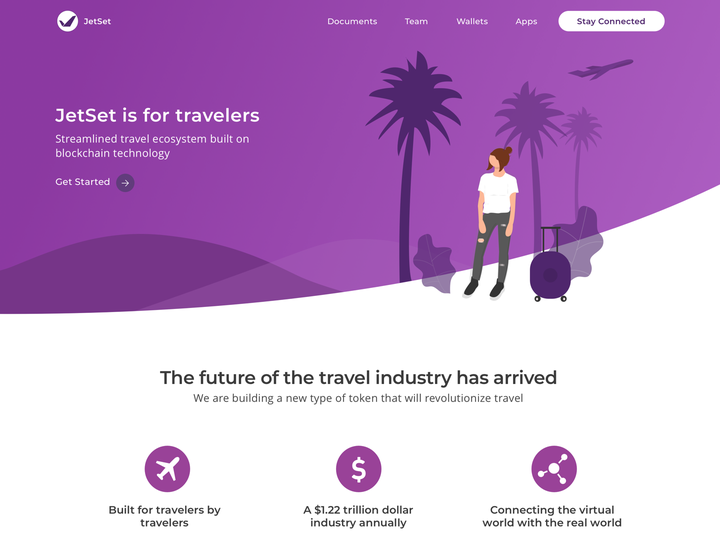 JetSet
Documents
Team
Wallets
Apps
Stay Connected
JetSet is for travelers
Streamlined travel ecosystem built on
blockchain technology
Get Started
The future of the travel industry has arrived
We are building a new type of token that will revolutionize travel
Built for travelers by
travelers
A $1.22 trillion dollar
industry annually
Connecting the virtual
world with the real world